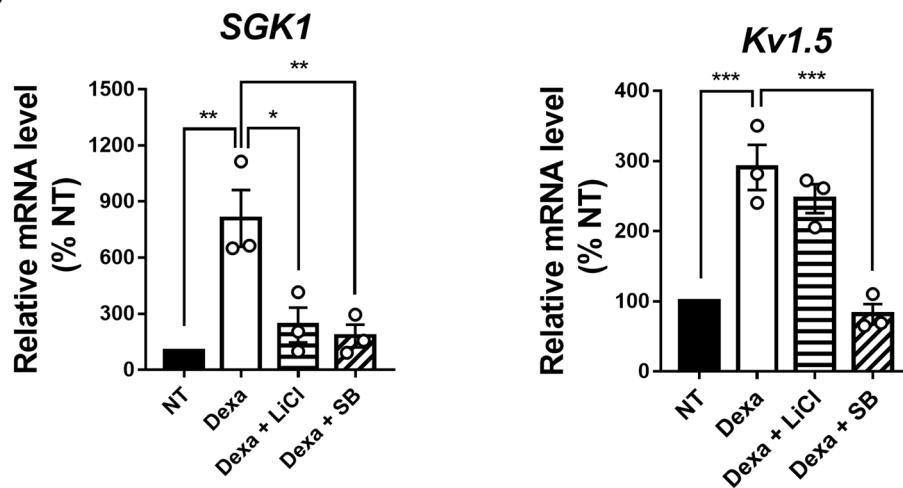 SGK1
Relative mRNA level
(% NT)
1500
1200
900
600
300
0
**
**
*
NT
Dexa
Dexa + LiCl
Dexa + SB
Kv1.5
Relative mRNA level
(% NT)
400
300
200
100
0
***
***
NT
Dexa
Dexa + LiCl
Dexa + SB